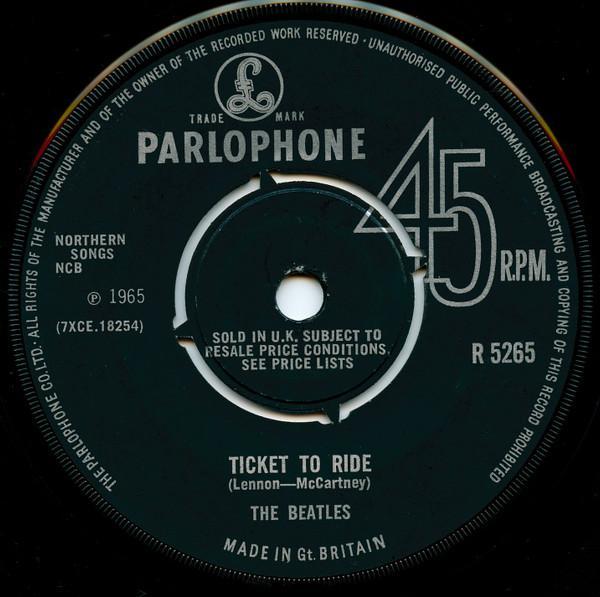 THE PARLOPHONE CO. LTD. · ALL RIGHTS OF THE MANUFACTURER AND OF THE OWNER OF THE RECORDED WORK RESERVED · UNAUTHORISED PUBLIC PERFORMANCE BROADCASTING AND COPYING OF THIS RECORD PROHIBITED
£
TRADE MARK
PARLOPHONE
45
R.P.M.
NORTHERN
SONGS
NCB
℗ 1965
(7XCE.18254)
SOLD IN U.K. SUBJECT TO
RESALE PRICE CONDITIONS,
SEE PRICE LISTS
R 5265
TICKET TO RIDE
(Lennon—McCartney)
THE BEATLES
MADE IN Gt. BRITAIN